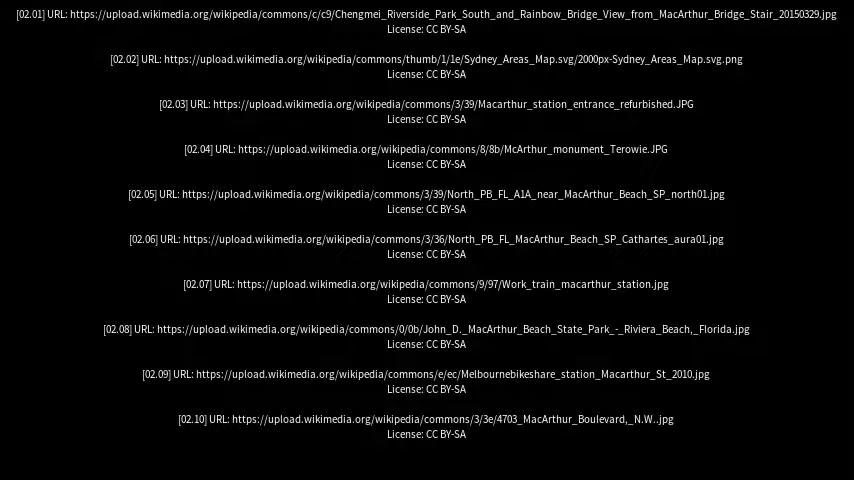 [02.01] URL: https://upload.wikimedia.org/wikipedia/commons/c/c9/Chengmei_Riverside_Park_South_and_Rainbow_Bridge_View_from_MacArthur_Bridge_Stair_20150329.jpg
License: CC BY-SA
[02.02] URL: https://upload.wikimedia.org/wikipedia/commons/thumb/1/1e/Sydney_Areas_Map.svg/2000px-Sydney_Areas_Map.svg.png
License: CC BY-SA
[02.03] URL: https://upload.wikimedia.org/wikipedia/commons/3/39/Macarthur_station_entrance_refurbished.JPG
License: CC BY-SA
[02.04] URL: https://upload.wikimedia.org/wikipedia/commons/8/8b/McArthur_monument_Terowie.JPG
License: CC BY-SA
[02.05] URL: https://upload.wikimedia.org/wikipedia/commons/3/39/North_PB_FL_A1A_near_MacArthur_Beach_SP_north01.jpg
License: CC BY-SA
[02.06] URL: https://upload.wikimedia.org/wikipedia/commons/3/36/North_PB_FL_MacArthur_Beach_SP_Cathartes_aura01.jpg
License: CC BY-SA
[02.07] URL: https://upload.wikimedia.org/wikipedia/commons/9/97/Work_train_macarthur_station.jpg
License: CC BY-SA
[02.08] URL: https://upload.wikimedia.org/wikipedia/commons/0/0b/John_D._MacArthur_Beach_State_Park_-_Riviera_Beach,_Florida.jpg
License: CC BY-SA
[02.09] URL: https://upload.wikimedia.org/wikipedia/commons/e/ec/Melbournebikeshare_station_Macarthur_St_2010.jpg
License: CC BY-SA
[02.10] URL: https://upload.wikimedia.org/wikipedia/commons/3/3e/4703_MacArthur_Boulevard,_N.W..jpg
License: CC BY-SA